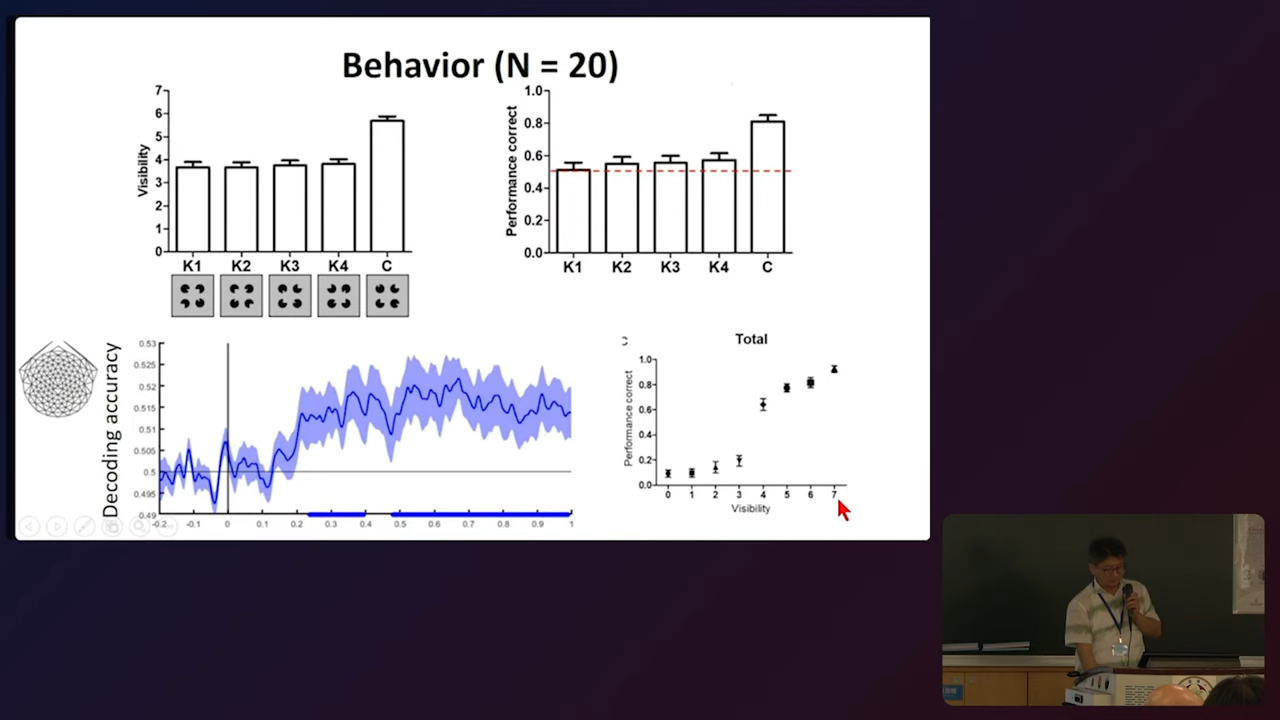 Behavior (N = 20)
7
6
5
4
3
2
1
0
Visibility
K1 K2 K3 K4 C
1.0
0.8
0.6
0.4
0.2
0.0
Performance correct
K1 K2 K3 K4 C
Decoding accuracy
0.53
0.525
0.52
0.515
0.51
0.505
0.5
0.495
0.49
-0.2 -0.1 0 0.1 0.2 0.3 0.4 0.5 0.6 0.7 0.8 0.9 1
Total
1.0
0.8
0.6
0.4
0.2
0.0
Performance correct
0 1 2 3 4 5 6 7
Visibility